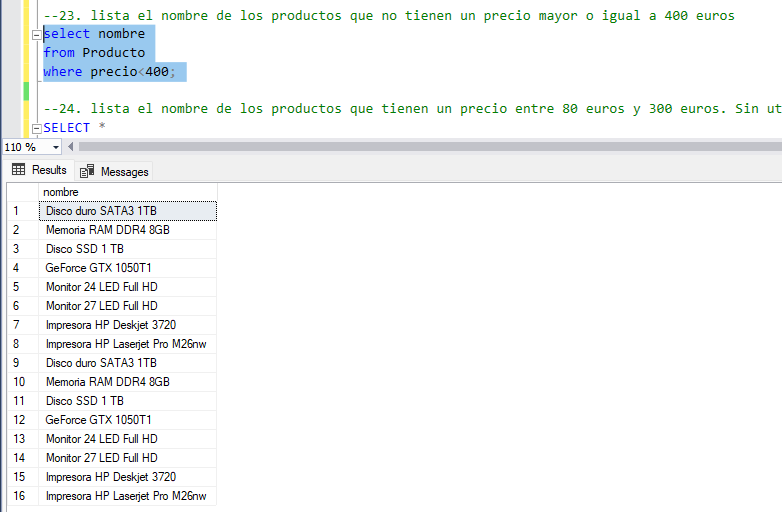 --23. lista el nombre de los productos que no tienen un precio mayor o igual a 400 euros
select nombre
from Producto
where precio<400;
--24. lista el nombre de los productos que tienen un precio entre 80 euros y 300 euros. Sin ut
SELECT *
110 %
Results Messages
nombre
1 Disco duro SATA3 1TB
2 Memoria RAM DDR4 8GB
3 Disco SSD 1 TB
4 GeForce GTX 1050T1
5 Monitor 24 LED Full HD
6 Monitor 27 LED Full HD
7 Impresora HP Deskjet 3720
8 Impresora HP Laserjet Pro M26nw
9 Disco duro SATA3 1TB
10 Memoria RAM DDR4 8GB
11 Disco SSD 1 TB
12 GeForce GTX 1050T1
13 Monitor 24 LED Full HD
14 Monitor 27 LED Full HD
15 Impresora HP Deskjet 3720
16 Impresora HP Laserjet Pro M26nw